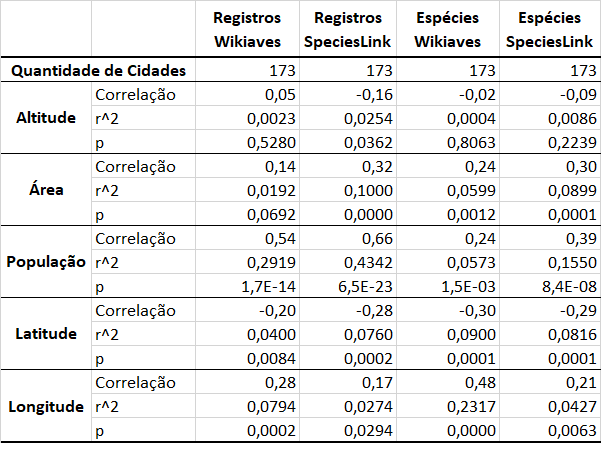 Registros Wikiaves Registros SpeciesLink Espécies Wikiaves Espécies SpeciesLink
Quantidade de Cidades 173 173 173 173
Altitude Correlação 0,05 -0,16 -0,02 -0,09
r^2 0,0023 0,0254 0,0004 0,0086
p 0,5280 0,0362 0,8063 0,2239
Área Correlação 0,14 0,32 0,24 0,30
r^2 0,0192 0,1000 0,0599 0,0899
p 0,0692 0,0000 0,0012 0,0001
População Correlação 0,54 0,66 0,24 0,39
r^2 0,2919 0,4342 0,0573 0,1550
p 1,7E-14 6,5E-23 1,5E-03 8,4E-08
Latitude Correlação -0,20 -0,28 -0,30 -0,29
r^2 0,0400 0,0760 0,0900 0,0816
p 0,0084 0,0002 0,0001 0,0001
Longitude Correlação 0,28 0,17 0,48 0,21
r^2 0,0794 0,0274 0,2317 0,0427
p 0,0002 0,0294 0,0000 0,0063